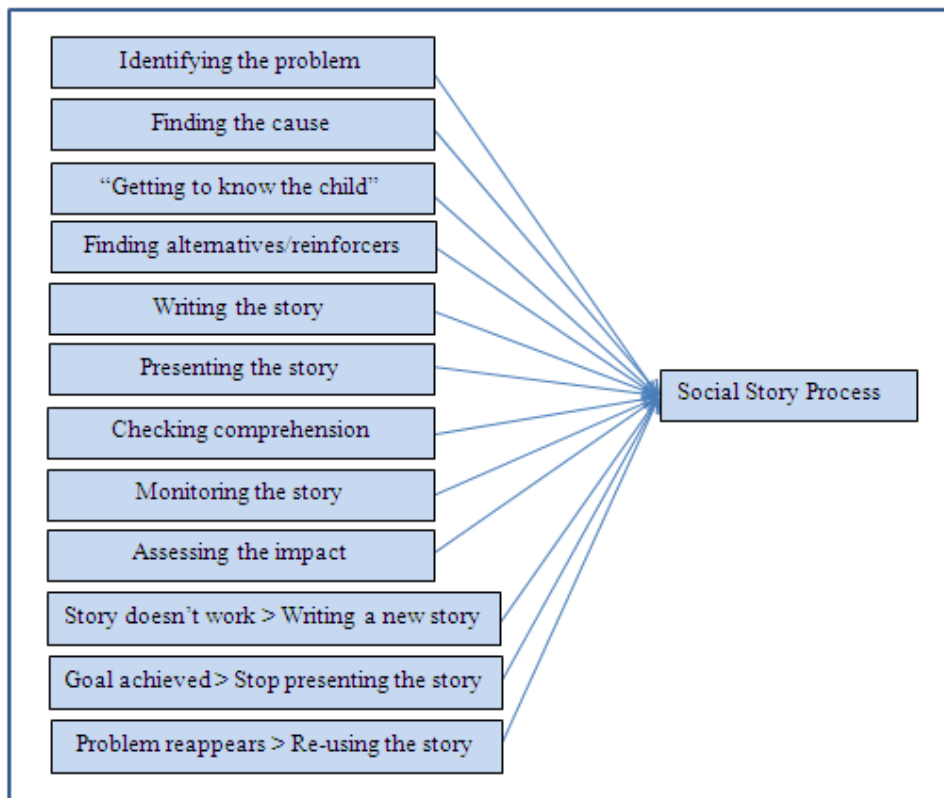 Identifying the problem
Finding the cause
“Getting to know the child”
Finding alternatives/reinforcers
Writing the story
Presenting the story
Social Story Process
Checking comprehension
Monitoring the story
Assessing the impact
Story doesn’t work > Writing a new story
Goal achieved > Stop presenting the story
Problem reappears > Re-using the story